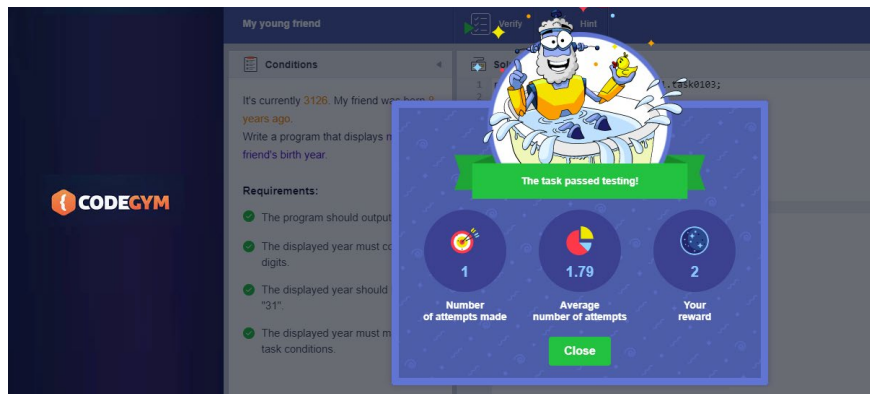 My young friend
Verify
Hint
CODEGYM
Conditions
It's currently 3126. My friend was born 8
years ago.
Write a program that displays
friend's birth year.
Requirements:
The program should output
The displayed year must
digits.
The displayed year should
"31".
The displayed year must
task conditions.
1
.task0103;
2
The task passed testing!
1
Number
of attempts made
1.79
Average
number of attempts
2
Your
reward
Close